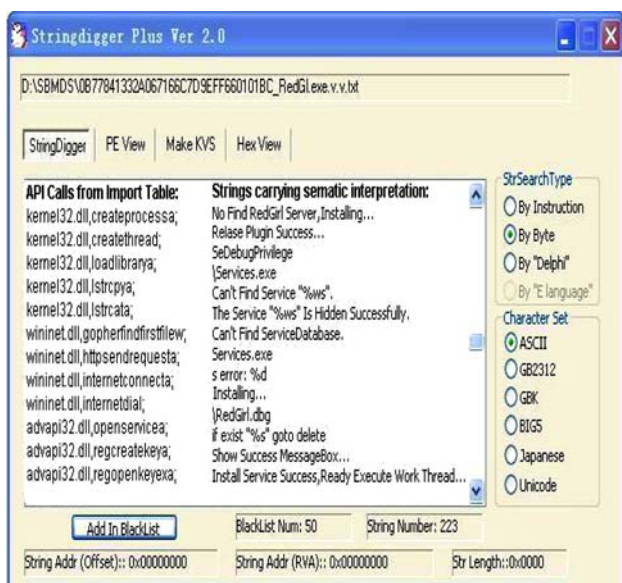 Stringdigger Plus Ver 2.0
D:\SBMDS\0B77841332A067166C7D9EFF660101BC_RedGl.exe.v.v.txt
StringDigger PE View Make KVS Hex View
API Calls from Import Table:
kernel32.dll,createprocessa;
kernel32.dll,createthread;
kernel32.dll,loadlibrarya;
kernel32.dll,lstrcpya;
kernel32.dll,lstrcata;
wininet.dll,gopherfindfirstfilew;
wininet.dll,httpsendrequesta;
wininet.dll,internetconnecta;
wininet.dll,internetdial;
advapi32.dll,openservicea;
advapi32.dll,regcreatekeya;
advapi32.dll,regopenkeyexa;
Strings carrying sematic interpretation:
No Find RedGirl Server,Installing...
Relase Plugin Success...
SeDebugPrivilege
\Services.exe
Can't Find Service "%ws".
The Service "%ws" Is Hidden Successfully.
Can't Find ServiceDatabase.
Services.exe
s error: %d
Installing...
\RedGirl.dbg
if exist "%s" goto delete
Show Success MessageBox...
Install Service Success,Ready Execute Work Thread...
StrSearchType
By Instruction
By Byte
By "Delphi"
By "E language"
Character Set
ASCII
GB2312
GBK
BIG5
Japanese
Unicode
Add In BlackList
BlackList Num: 50
String Number: 223
String Addr (Offset):: 0x00000000
String Addr (RVA):: 0x00000000
Str Length::0x0000